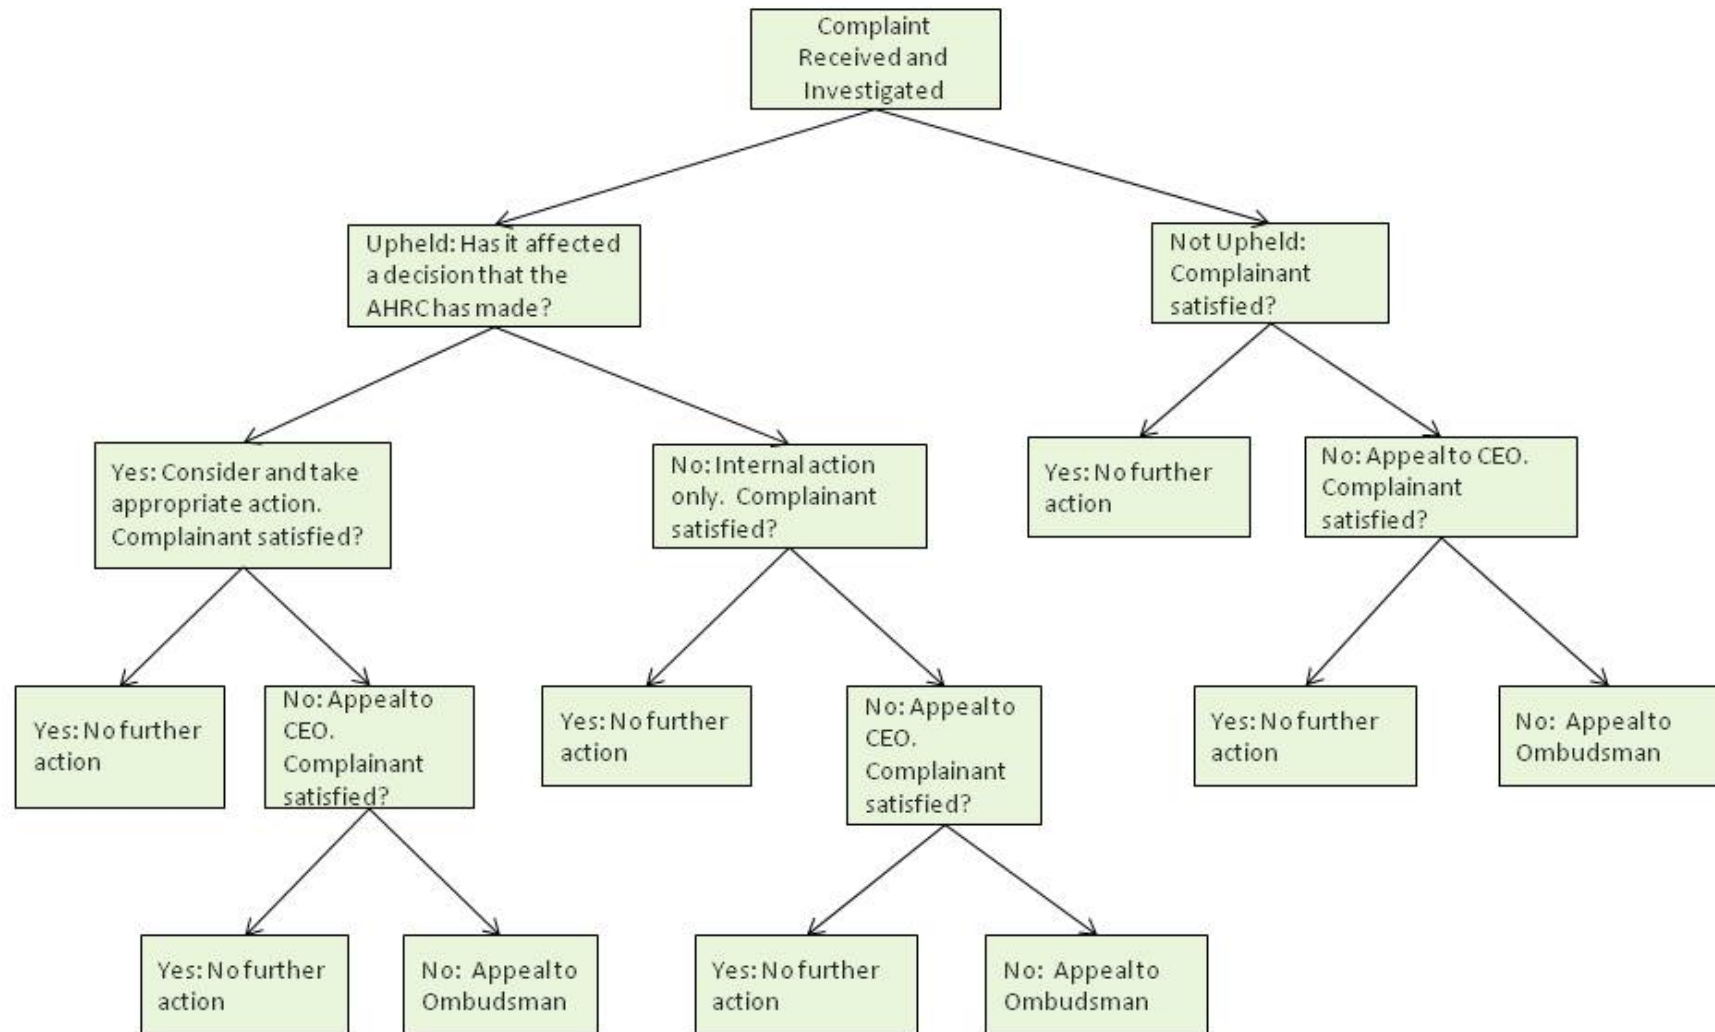 Complaint
Received and
Investigated
Upheld: Has it affected
a decision that the
AHRC has made?
Not Upheld:
Complainant
satisfied?
Yes: Consider and take
appropriate action.
Complainant satisfied?
No: Internal action
only.  Complainant
satisfied?
Yes: No further
action
No: Appeal to CEO.
Complainant
satisfied?
Yes: No further
action
No: Appeal to
CEO.
Complainant
satisfied?
Yes: No further
action
No: Appeal to
CEO.
Complainant
satisfied?
Yes: No further
action
No:  Appeal to
Ombudsman
Yes: No further
action
No:  Appeal to
Ombudsman
Yes: No further
action
No:  Appeal to
Ombudsman